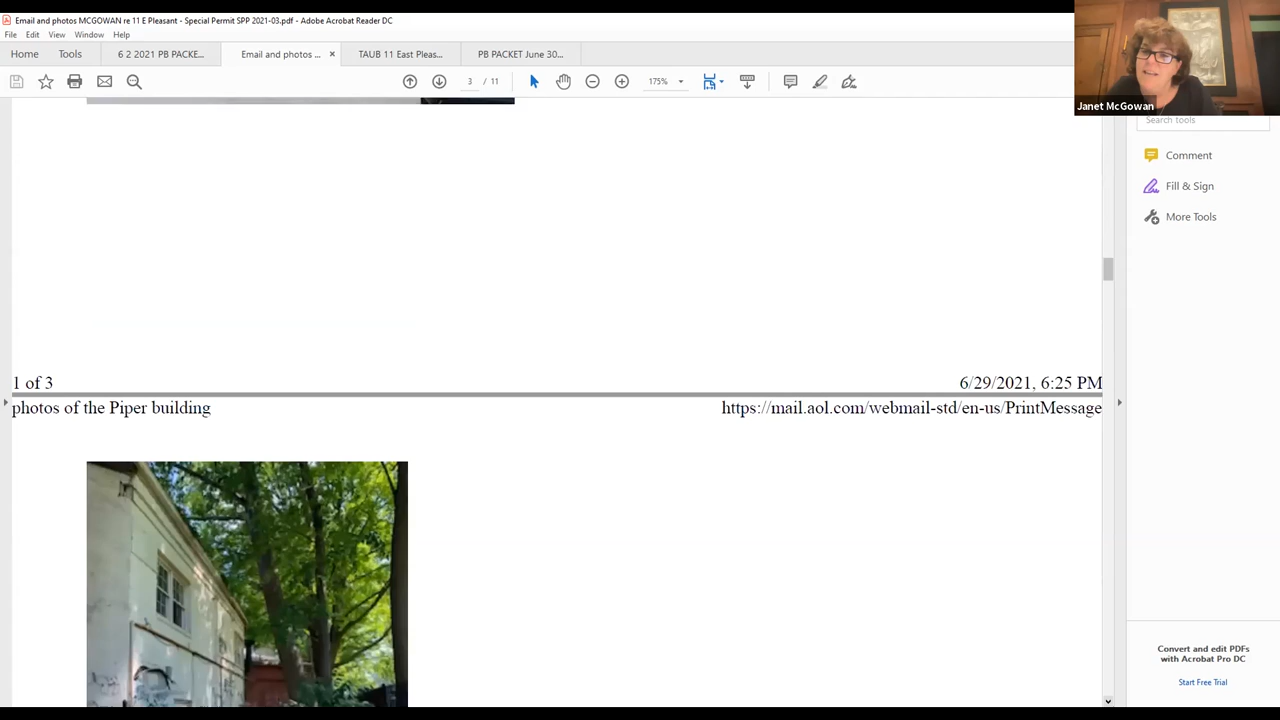 Email and photos MCGOWAN re 11 E Pleasant - Special Permit SPP 2021-03.pdf - Adobe Acrobat Reader DC
File Edit View Window Help
Home Tools 6 2 2021 PB PACKE... Email and photos ... × TAUB 11 East Pleas... PB PACKET June 30...
3 / 11 175%
Janet McGowan
Search tools
Comment
Fill & Sign
More Tools
1 of 3 6/29/2021, 6:25 PM
photos of the Piper building https://mail.aol.com/webmail-std/en-us/PrintMessage
Convert and edit PDFs
with Acrobat Pro DC
Start Free Trial